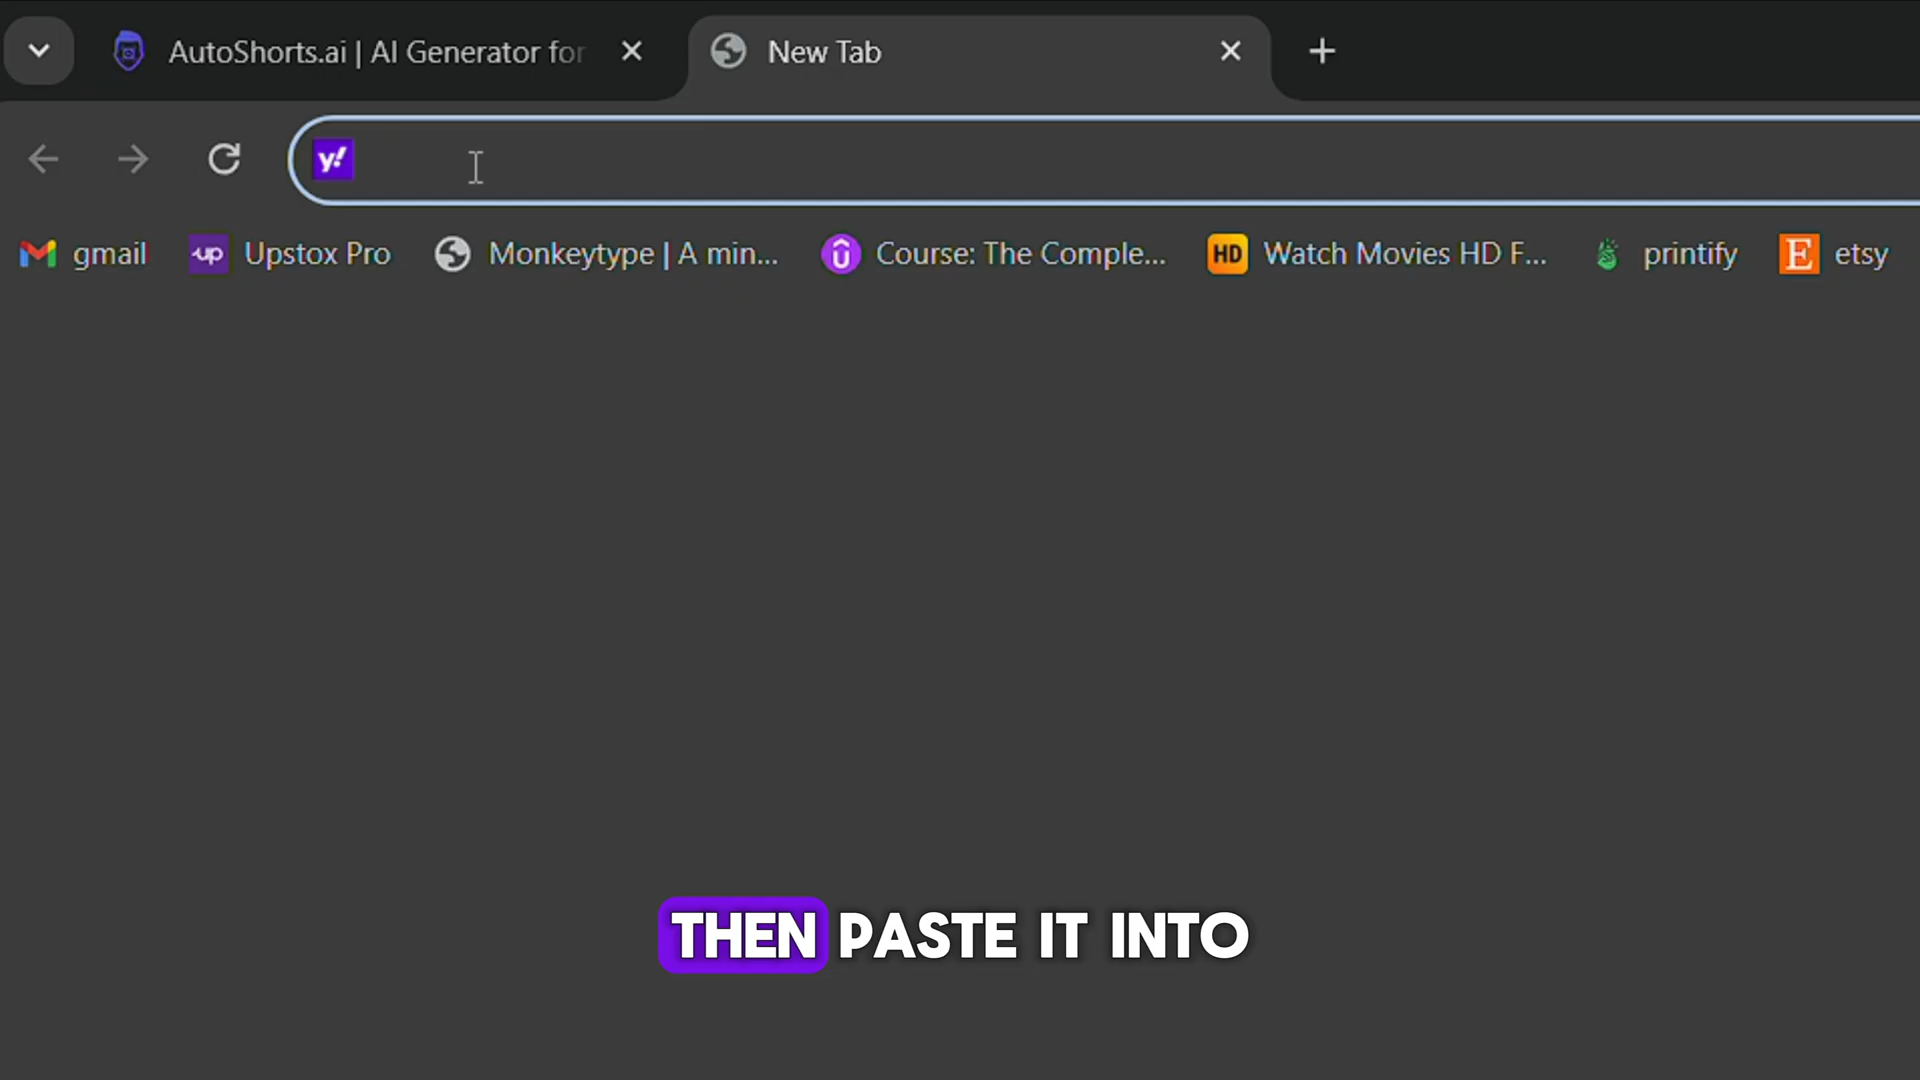 AutoShorts.ai | AI Generator for
New Tab
y!
gmail
up
Upstox Pro
Monkeytype | A min...
Course: The Comple...
HD
Watch Movies HD F...
printify
E
etsy
THEN PASTE IT INTO